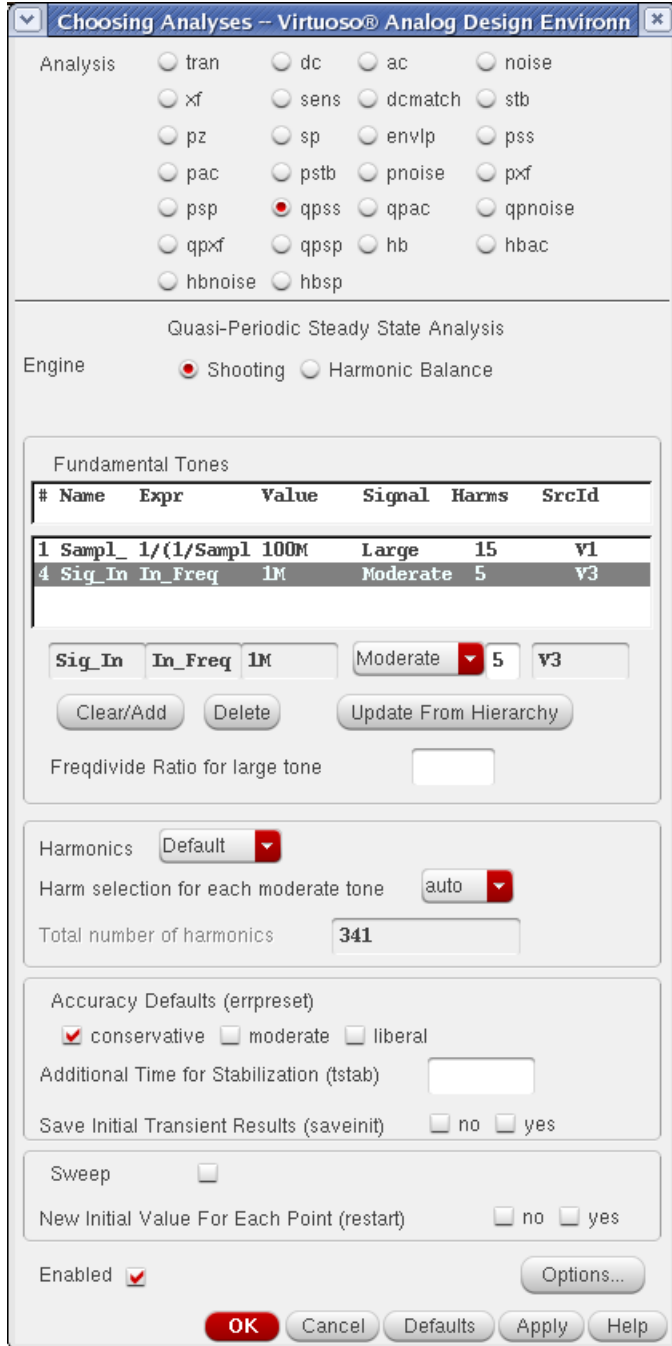 Choosing Analyses -- Virtuoso® Analog Design Environn
Analysis tran dc ac noise
xf sens dcmatch stb
pz sp envlp pss
pac pstb pnoise pxf
psp qpss qpac qpnoise
qpxf qpsp hb hbac
hbnoise hbsp
Quasi-Periodic Steady State Analysis
Engine Shooting Harmonic Balance
Fundamental Tones
# Name Expr Value Signal Harms SrcId
1 Sampl_ 1/(1/Sampl 100M Large 15 V1
4 Sig_In In_Freq 1M Moderate 5 V3
Sig_In In_Freq 1M Moderate 5 V3
Clear/Add Delete Update From Hierarchy
Freqdivide Ratio for large tone
Harmonics Default
Harm selection for each moderate tone auto
Total number of harmonics 341
Accuracy Defaults (errpreset)
conservative moderate liberal
Additional Time for Stabilization (tstab)
Save Initial Transient Results (saveinit) no yes
Sweep
New Initial Value For Each Point (restart) no yes
Enabled Options...
OK Cancel Defaults Apply Help